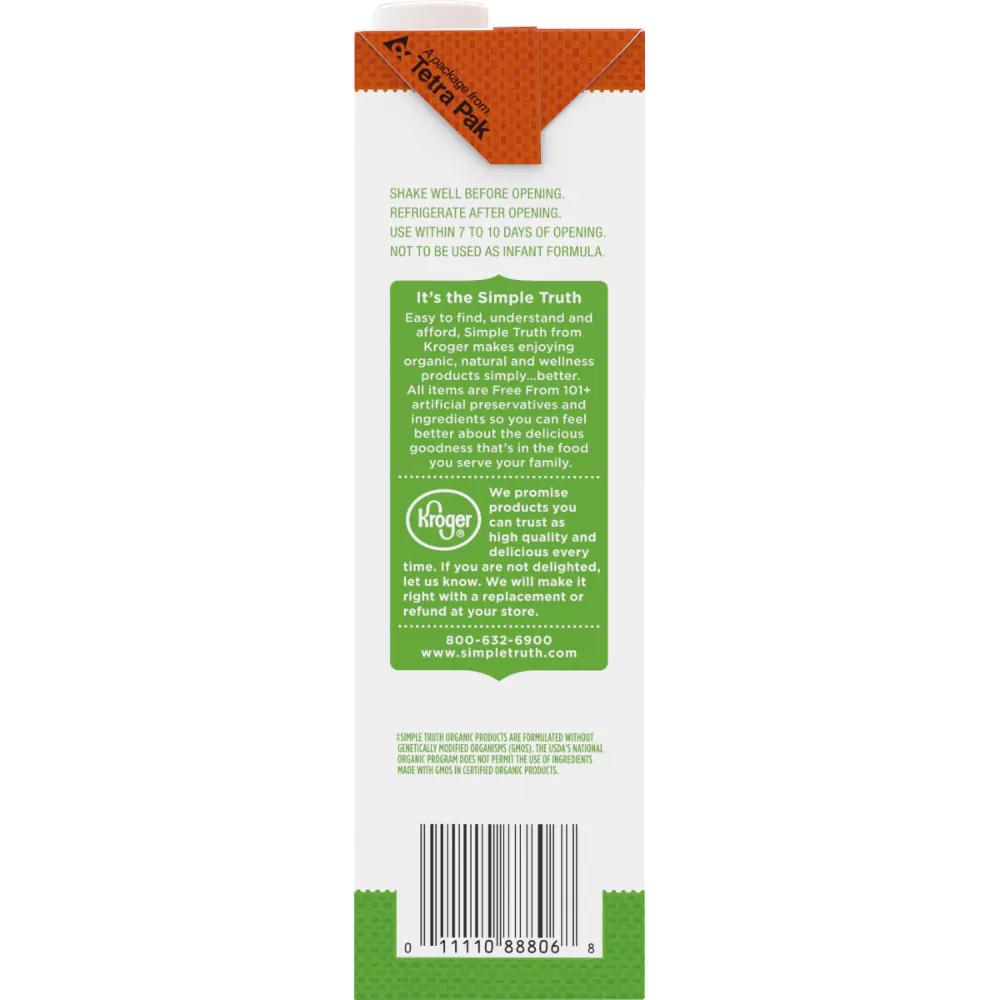 A package from
Tetra Pak
SHAKE WELL BEFORE OPENING.
REFRIGERATE AFTER OPENING.
USE WITHIN 7 TO 10 DAYS OF OPENING.
NOT TO BE USED AS INFANT FORMULA.
It's the Simple Truth
Easy to find, understand and
afford, Simple Truth from
Kroger makes enjoying
organic, natural and wellness
products simply...better.
All items are Free From 101+
artificial preservatives and
ingredients so you can feel
better about the delicious
goodness that's in the food
you serve your family.
Kroger®
We promise
products you
can trust as
high quality and
delicious every
time. If you are not delighted,
let us know. We will make it
right with a replacement or
refund at your store.
800-632-6900
www.simpletruth.com
‡SIMPLE TRUTH ORGANIC PRODUCTS ARE FORMULATED WITHOUT
GENETICALLY MODIFIED ORGANISMS (GMOS). THE USDA'S NATIONAL
ORGANIC PROGRAM DOES NOT PERMIT THE USE OF INGREDIENTS
MADE WITH GMOS IN CERTIFIED ORGANIC PRODUCTS.
0 11110 88806 8